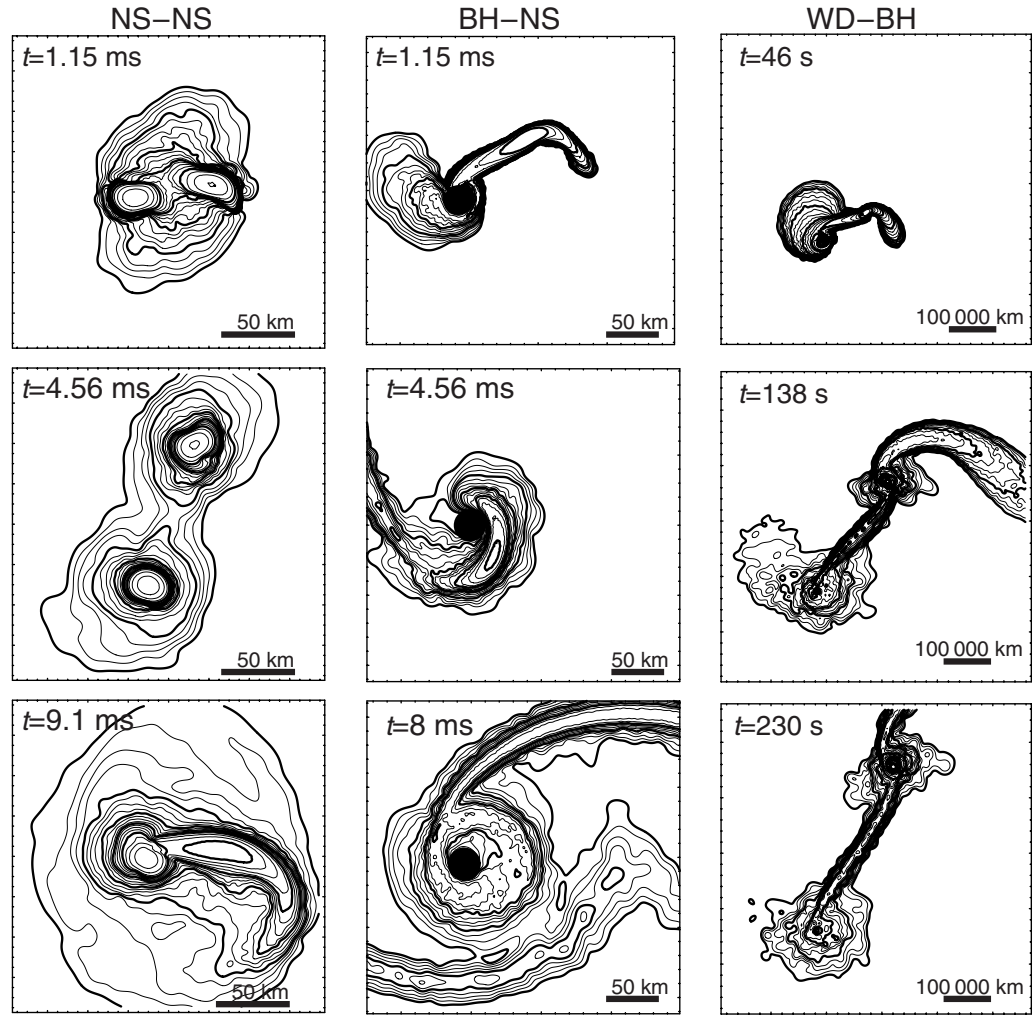 NS–NS BH–NS WD–BH
t=1.15 ms t=1.15 ms t=46 s
50 km 50 km 100 000 km
t=4.56 ms t=4.56 ms t=138 s
50 km 50 km 100 000 km
t=9.1 ms t=8 ms t=230 s
50 km 50 km 100 000 km